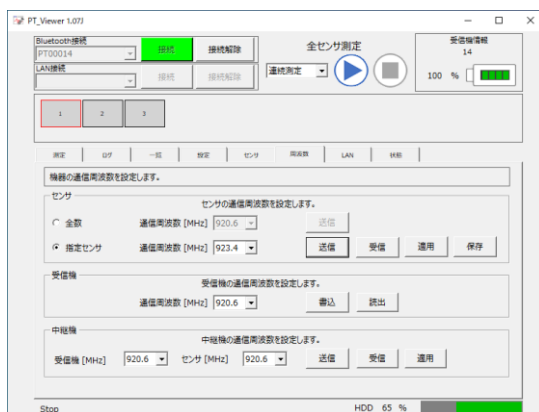 PT_Viewer 1.07J
Bluetooth接続
PT00014
接続
接続解除
LAN接続
接続
接続解除
全センサ測定
連続測定
受信機情報
14
100 %
1 2 3
測定 ログ 一覧 設定 センサ 周波数 LAN 状態
機器の通信周波数を設定します。
センサ
センサの通信周波数を設定します。
全数 通信周波数 [MHz] 920.6 送信
指定センサ 通信周波数 [MHz] 923.4 送信 受信 適用 保存
受信機
受信機の通信周波数を設定します。
通信周波数 [MHz] 920.6 書込 読出
中継機
中継機の通信周波数を設定します。
受信機 [MHz] 920.6 センサ [MHz] 920.6 送信 受信 適用
Stop HDD 65 %